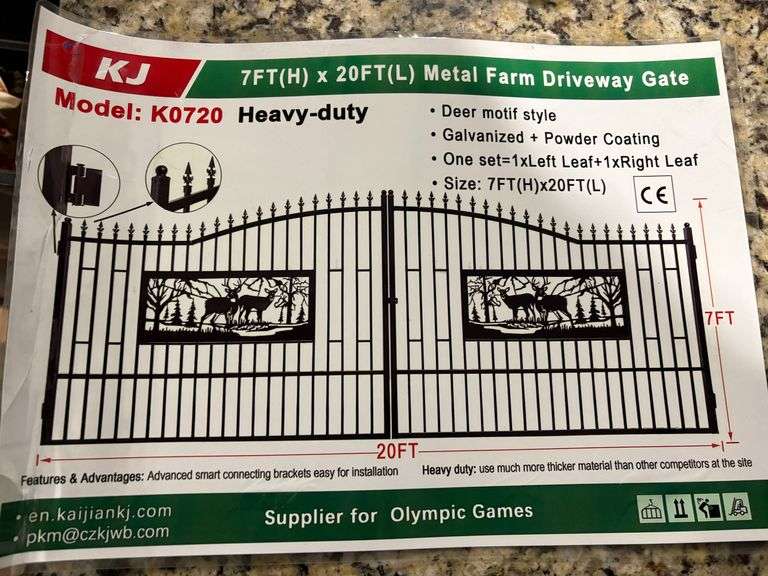 KJ
7FT(H) x 20FT(L) Metal Farm Driveway Gate
Model: K0720 Heavy-duty
• Deer motif style
• Galvanized + Powder Coating
• One set=1xLeft Leaf+1xRight Leaf
• Size: 7FT(H)x20FT(L)
CE
7FT
20FT
Features & Advantages: Advanced smart connecting brackets easy for installation
Heavy duty: use much more thicker material than other competitors at the site
• en.kaijiankj.com
• pkm@czkjwb.com
Supplier for Olympic Games